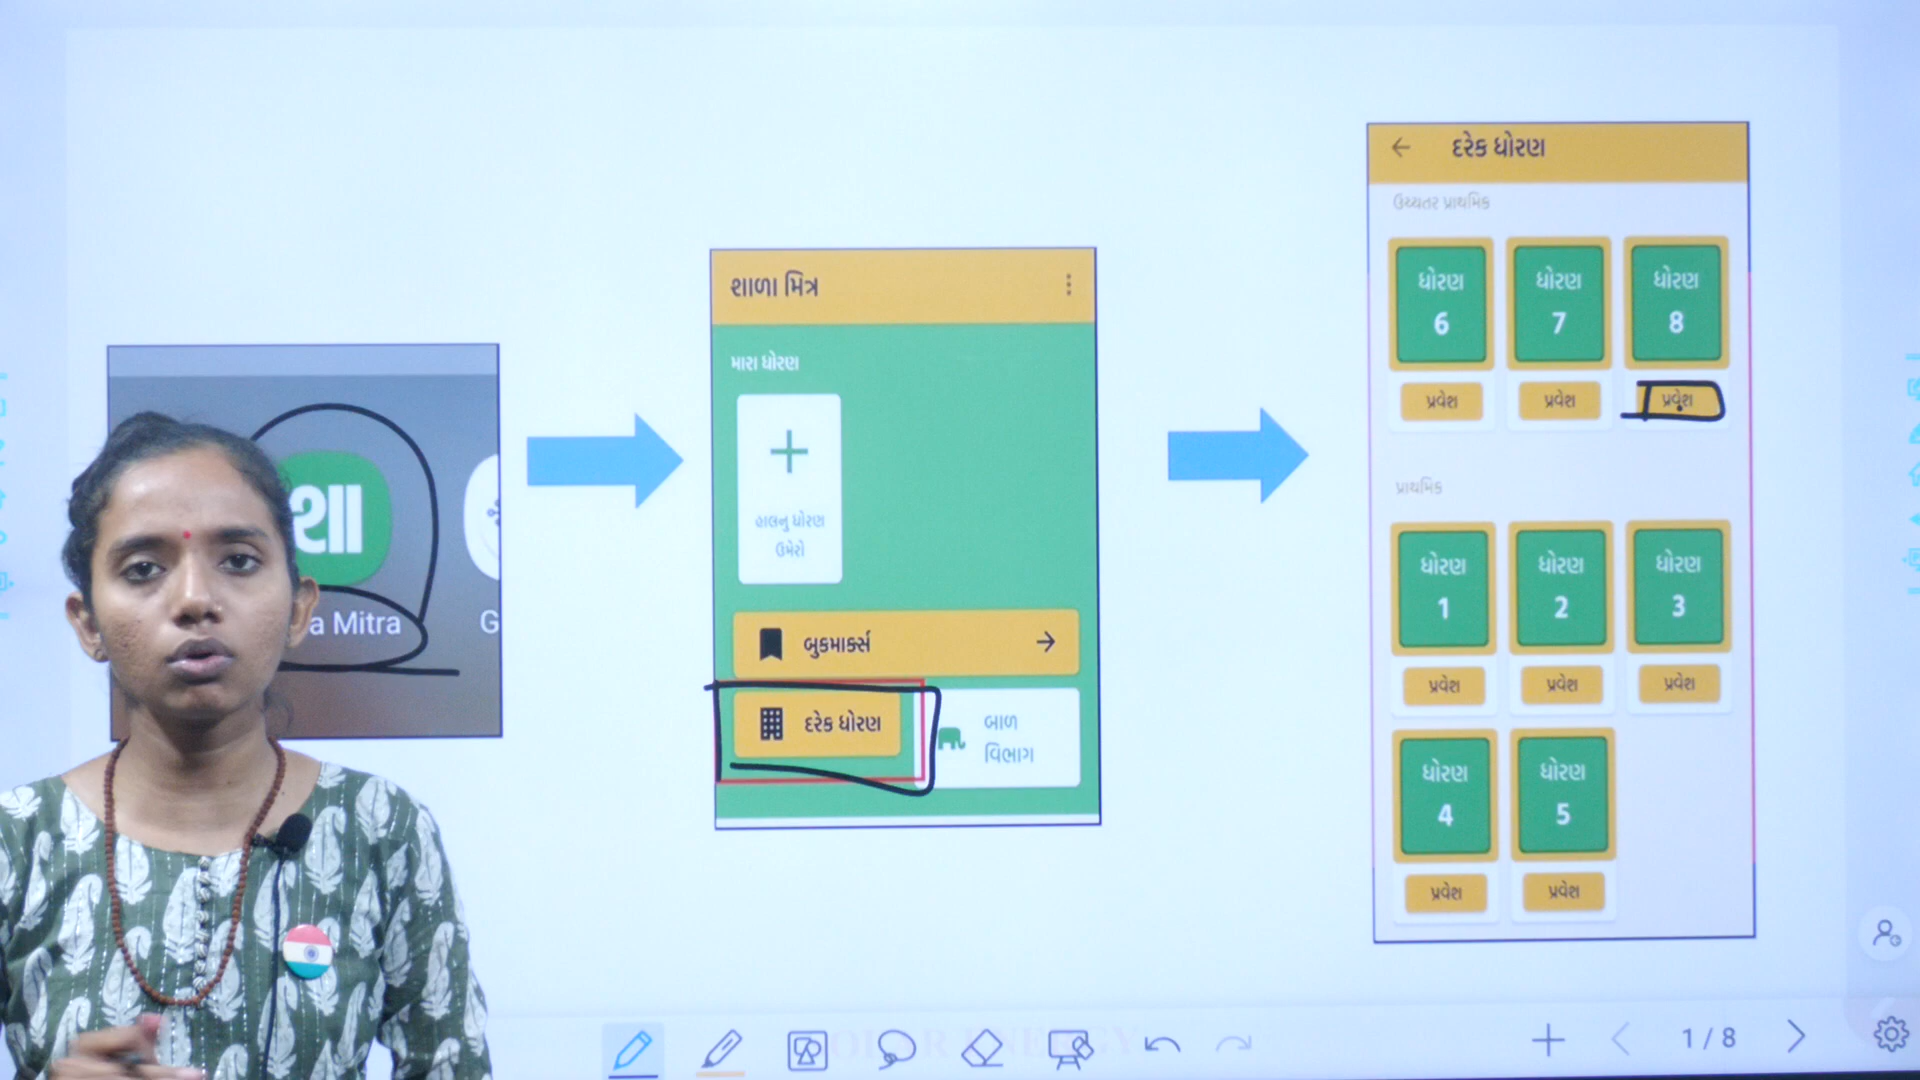 શા
a Mitra
G
શાળા મિત્ર
મારા ધોરણ
હાલનુ ધોરણ
ઉમેરો
બુકમાર્ક્સ
દરેક ધોરણ
બાળ
વિભાગ
દરેક ધોરણ
ઉચ્ચતર પ્રાથમિક
ધોરણ 6
ધોરણ 7
ધોરણ 8
પ્રવેશ
પ્રવેશ
પ્રવેશ
પ્રાથમિક
ધોરણ 1
ધોરણ 2
ધોરણ 3
પ્રવેશ
પ્રવેશ
પ્રવેશ
ધોરણ 4
ધોરણ 5
પ્રવેશ
પ્રવેશ
1 / 8